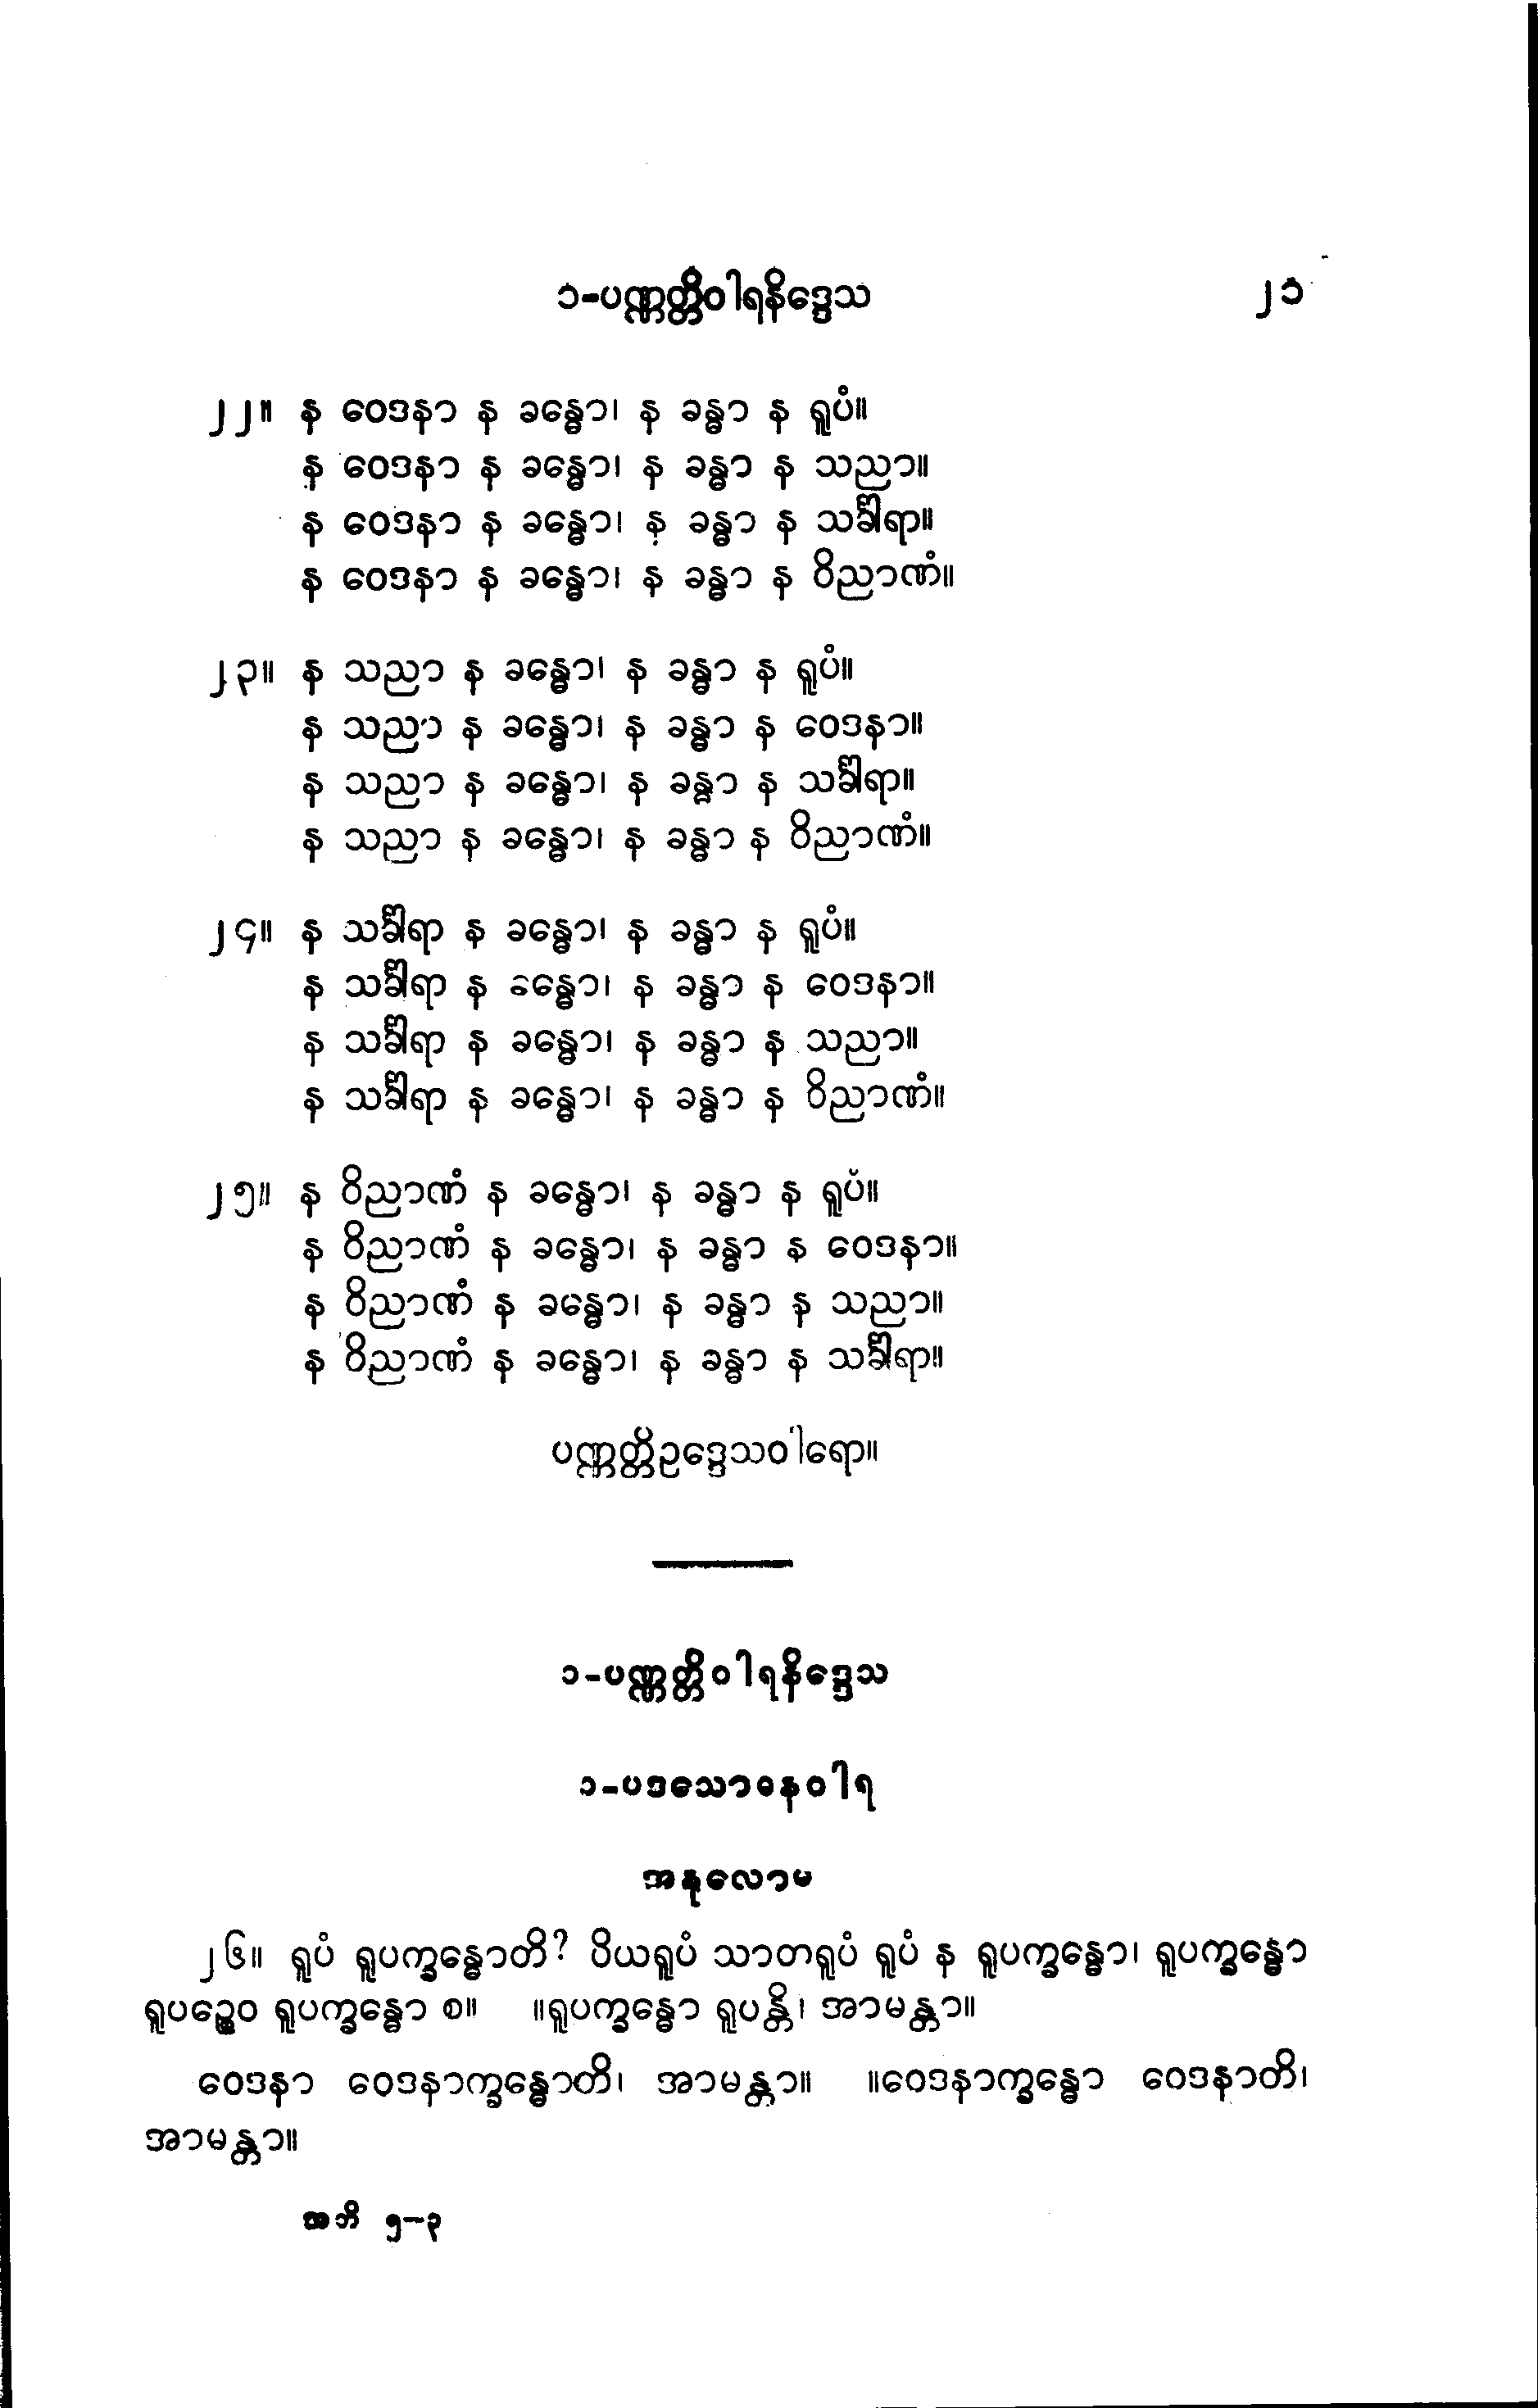 ၁-ပဏ္ဏတ္တိဝါရနိဒ္ဒေသ ၂၁
၂၂။ န ဝေဒနာ န ခန္ဓော၊ န ခန္ဓာ န ရူပံ။
န ဝေဒနာ န ခန္ဓော၊ န ခန္ဓာ န သညာ။
န ဝေဒနာ န ခန္ဓော၊ န ခန္ဓာ န သင်္ခါရာ။
န ဝေဒနာ န ခန္ဓော၊ န ခန္ဓာ န ဝိညာဏံ။
၂၃။ န သညာ န ခန္ဓော၊ န ခန္ဓာ န ရူပံ။
န သညာ န ခန္ဓော၊ န ခန္ဓာ န ဝေဒနာ။
န သညာ န ခန္ဓော၊ န ခန္ဓာ န သင်္ခါရာ။
န သညာ န ခန္ဓော၊ န ခန္ဓာ န ဝိညာဏံ။
၂၄။ န သင်္ခါရာ န ခန္ဓော၊ န ခန္ဓာ န ရူပံ။
န သင်္ခါရာ န ခန္ဓော၊ န ခန္ဓာ န ဝေဒနာ။
န သင်္ခါရာ န ခန္ဓော၊ န ခန္ဓာ န သညာ။
န သင်္ခါရာ န ခန္ဓော၊ န ခန္ဓာ န ဝိညာဏံ။
၂၅။ န ဝိညာဏံ န ခန္ဓော၊ န ခန္ဓာ န ရူပံ။
န ဝိညာဏံ န ခန္ဓော၊ န ခန္ဓာ န ဝေဒနာ။
န ဝိညာဏံ န ခန္ဓော၊ န ခန္ဓာ န သညာ။
န ဝိညာဏံ န ခန္ဓော၊ န ခန္ဓာ န သင်္ခါရာ။
ပဏ္ဏတ္တိဥဒ္ဒေသဝါရော။
၁-ပဏ္ဏတ္တိဝါရနိဒ္ဒေသ
၁-ပဒသောဓနဝါရ
အနုလောမ
၂၆။ ရူပံ ရူပက္ခန္ဓောတိ? ပိယရူပံ သာတရူပံ ရူပံ န ရူပက္ခန္ဓော၊ ရူပက္ခန္ဓော
ရူပဉ္စေဝ ရူပက္ခန္ဓော စ။ ။ရူပက္ခန္ဓော ရူပန္တိ၊ အာမန္တာ။
ဝေဒနာ ဝေဒနာက္ခန္ဓောတိ၊ အာမန္တာ။ ။ဝေဒနာက္ခန္ဓော ဝေဒနာတိ၊
အာမန္တာ။
အဘိ ၅-၃